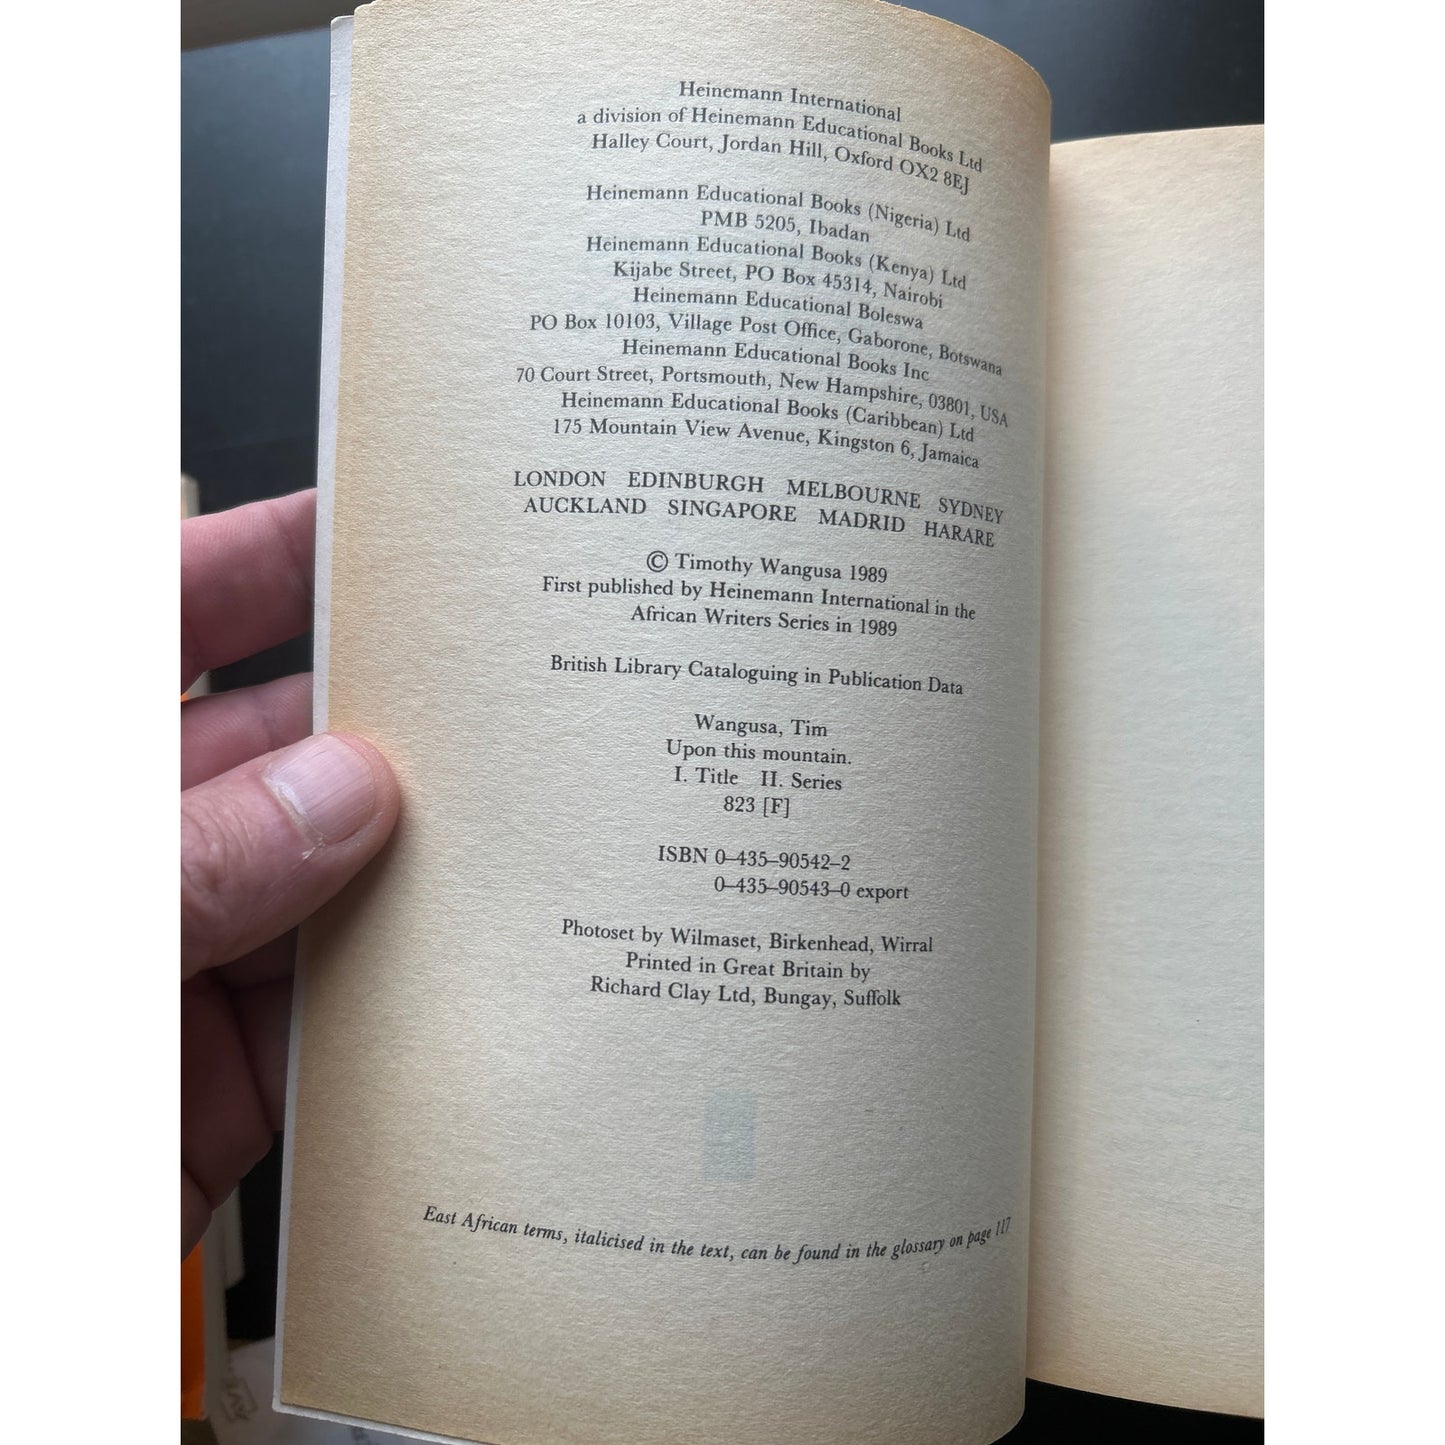 Heinemann International
a division of Heinemann Educational Books Ltd
Halley Court, Jordan Hill, Oxford OX2 8EJ
Heinemann Educational Books (Nigeria) Ltd
PMB 5205, Ibadan
Heinemann Educational Books (Kenya) Ltd
Kijabe Street, PO Box 45314, Nairobi
Heinemann Educational Boleswa
PO Box 10103, Village Post Office, Gaborone, Botswana
Heinemann Educational Books Inc
70 Court Street, Portsmouth, New Hampshire, 03801, USA
Heinemann Educational Books (Caribbean) Ltd
175 Mountain View Avenue, Kingston 6, Jamaica
LONDON EDINBURGH MELBOURNE SYDNEY
AUCKLAND SINGAPORE MADRID HARARE
© Timothy Wangusa 1989
First published by Heinemann International in the
African Writers Series in 1989
British Library Cataloguing in Publication Data
Wangusa, Tim
Upon this mountain.
I. Title II. Series
823 [F]
ISBN 0–435–90542–2
0–435–90543–0 export
Photoset by Wilmaset, Birkenhead, Wirral
Printed in Great Britain by
Richard Clay Ltd, Bungay, Suffolk
East African terms, italicised in the text, can be found in the glossary on page 117